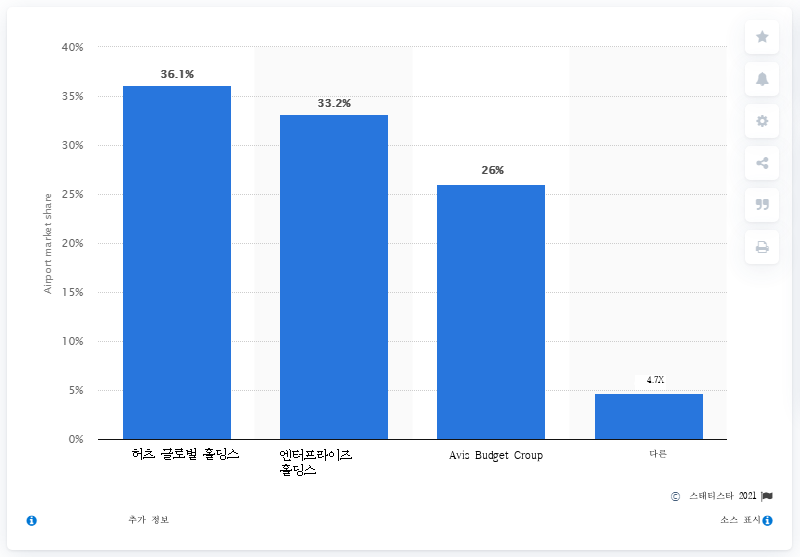 40%
36.1%
35%
33.2%
30%
26%
25%
20%
15%
10%
5%
4.7X
0%
Airport market share
허츠 글로벌 홀딩스
엔터프라이즈
홀딩스
Avis Budget Croup
다른
© 스태티스타 2021
추가 정보
소스 표시